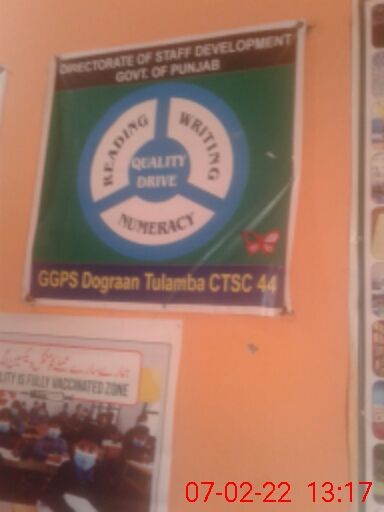 DIRECTORATE OF STAFF DEVELOPMENT
GOVT. OF PUNJAB
READING
WRITING
QUALITY
DRIVE
NUMERACY
GGPS Dograan Tulamba CTSC 44
IS FULLY VACCINATED ZONE
07-02-22 13:17